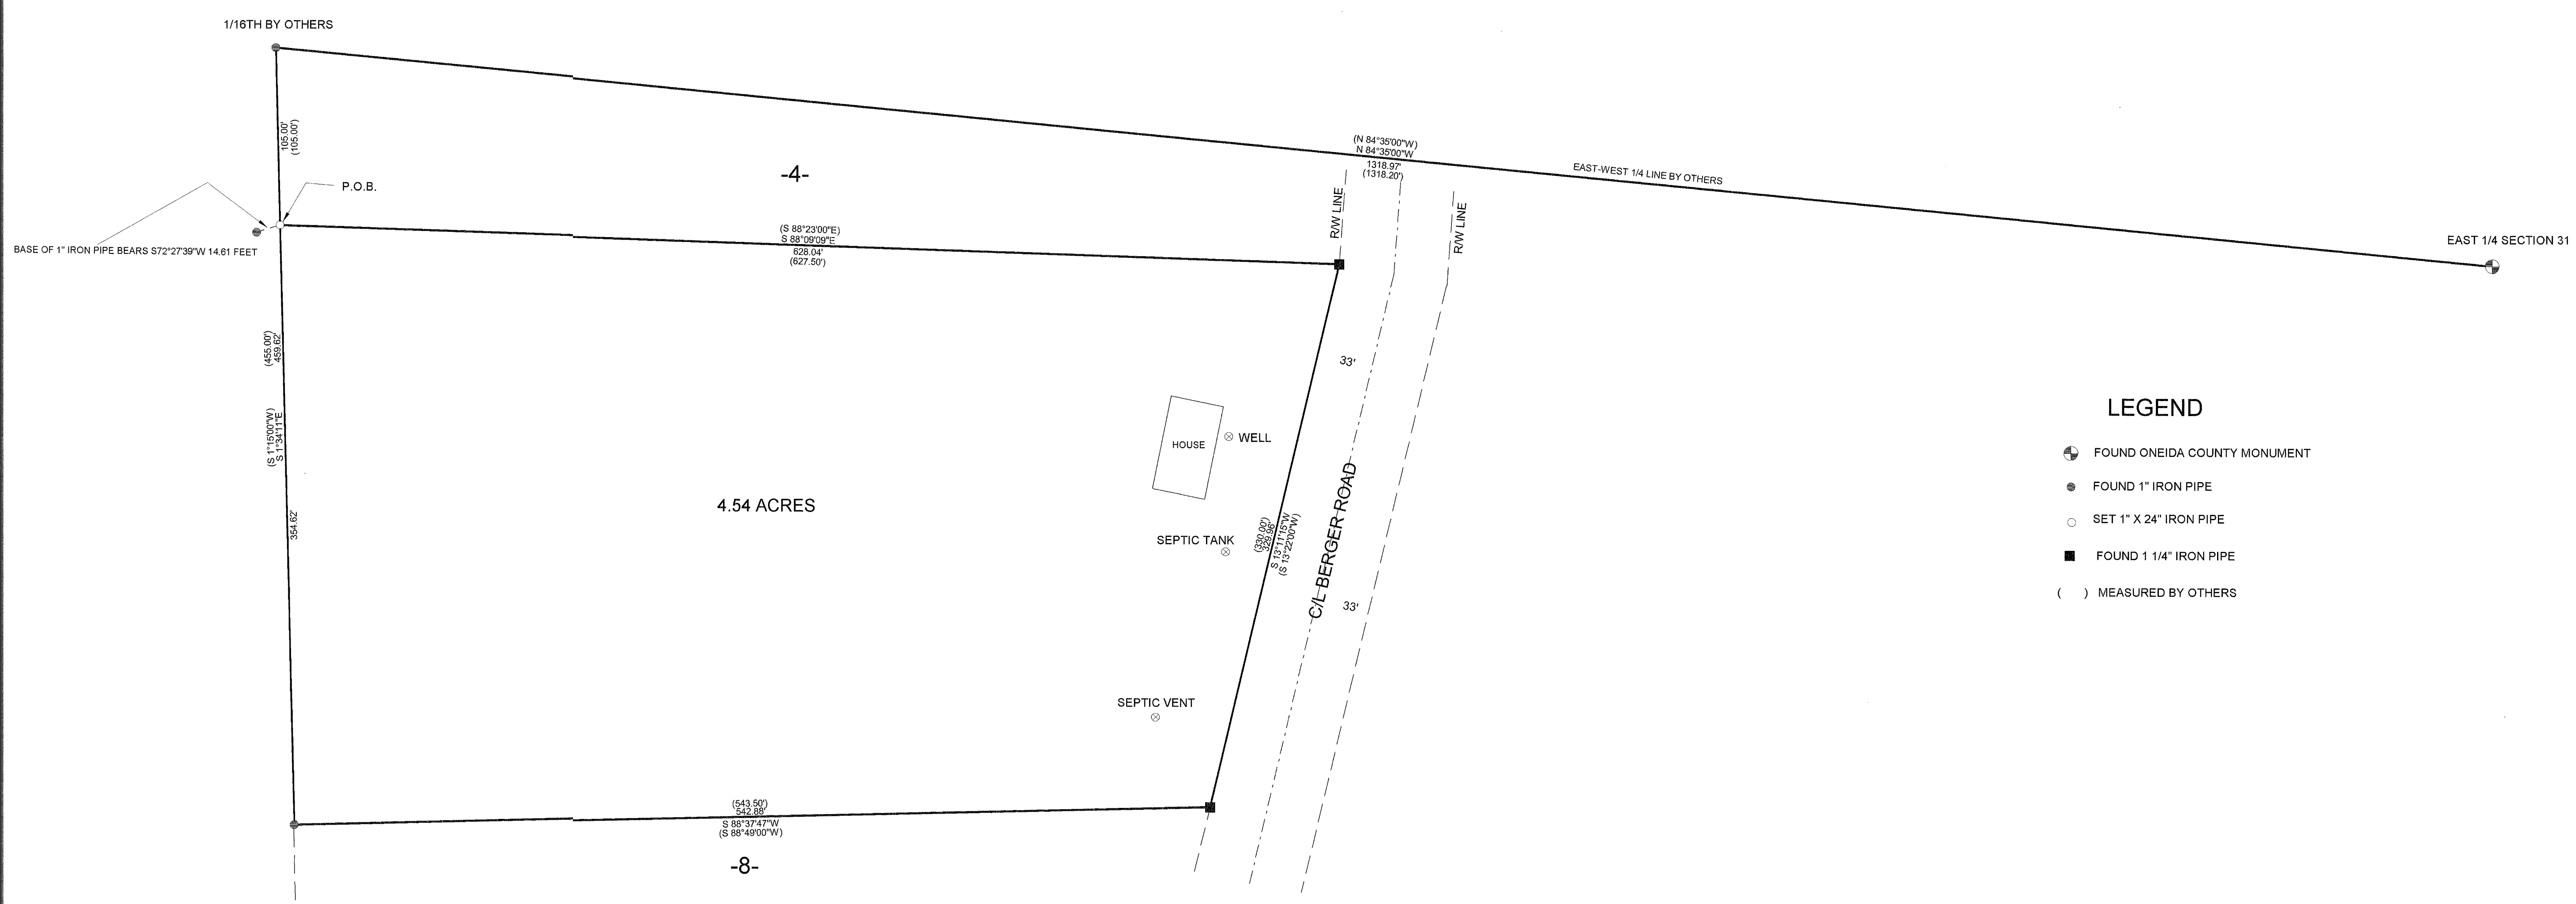 1/16TH BY OTHERS
105.00'
(105.00')
P.O.B.
BASE OF 1" IRON PIPE BEARS S72°27'39"W 14.61 FEET
-4-
(S 88°23'00"E)
S 88°09'09"E
628.04'
(627.50')
(N 84°35'00"W)
N 84°35'00"W
1318.97'
(1318.20')
EAST-WEST 1/4 LINE BY OTHERS
R/W LINE
R/W LINE
EAST 1/4 SECTION 31
(455.00')
459.62'
(S 1°15'00"W)
S 1°34'11"E
354.62'
4.54 ACRES
HOUSE
WELL
SEPTIC TANK
SEPTIC VENT
(330.00')
329.96'
S 13°11'15"W
(S 13°22'00"W)
33'
C/L BERGER ROAD
33'
(543.50')
542.88'
S 88°37'47"W
(S 88°49'00"W)
-8-
LEGEND
FOUND ONEIDA COUNTY MONUMENT
FOUND 1" IRON PIPE
SET 1" X 24" IRON PIPE
FOUND 1 1/4" IRON PIPE
( ) MEASURED BY OTHERS